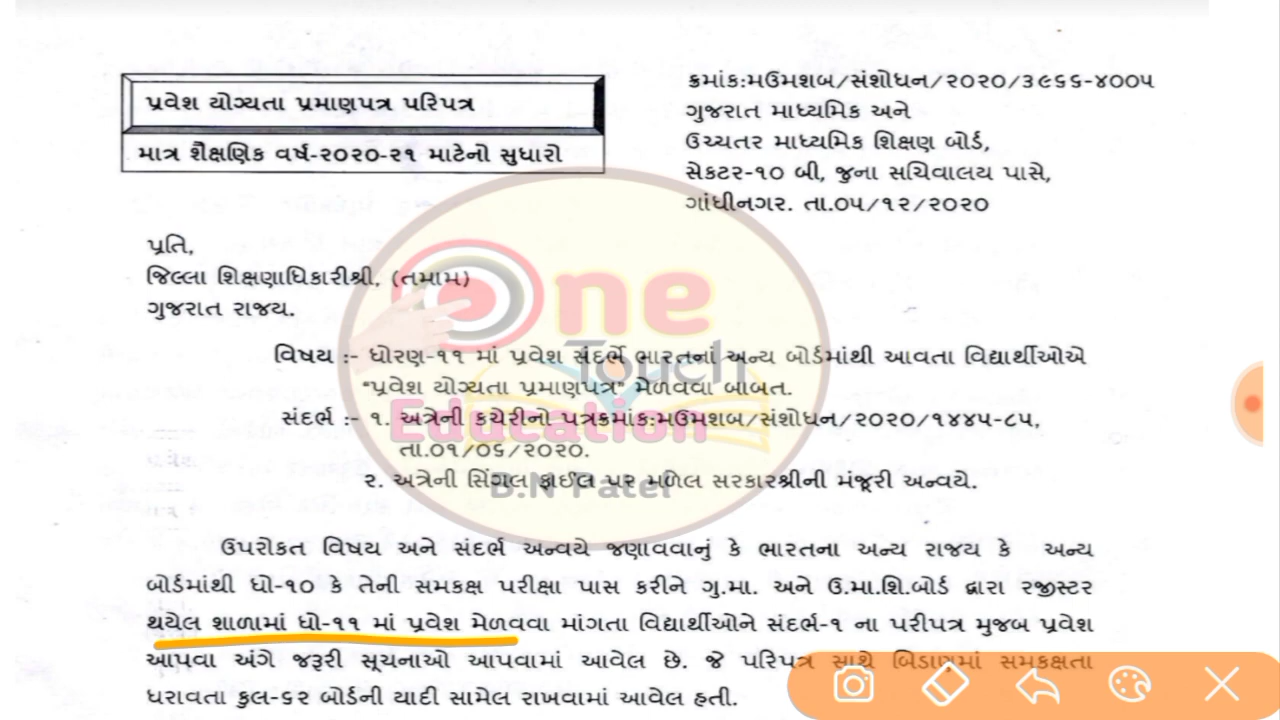 પ્રવેશ યોગ્યતા પ્રમાણપત્ર પરિપત્ર
માત્ર શૈક્ષણિક વર્ષ-૨૦૨૦-૨૧ માટેનો સુધારો
ક્રમાંક:મઉમશબ/સંશોધન/૨૦૨૦/૩૯૬૬-૪૦૦૫
ગુજરાત માધ્યમિક અને
ઉચ્ચતર માધ્યમિક શિક્ષણ બોર્ડ,
સેકટર-૧૦ બી, જુના સચિવાલય પાસે,
ગાંધીનગર. તા.૦૫/૧૨/૨૦૨૦
પ્રતિ,
જિલ્લા શિક્ષણાધિકારીશ્રી, (તમામ)
ગુજરાત રાજ્ય.
વિષય :- ધોરણ-૧૧ માં પ્રવેશ સંદર્ભે ભારતનાં અન્ય બોર્ડમાંથી આવતા વિદ્યાર્થીઓએ
"પ્રવેશ યોગ્યતા પ્રમાણપત્ર" મેળવવા બાબત.
સંદર્ભ :- ૧. અત્રેની કચેરીનો પત્રક્રમાંક:મઉમશબ/સંશોધન/૨૦૨૦/૧૪૪૫-૮૫,
તા.૦૧/૦૬/૨૦૨૦.
૨. અત્રેની સિંગલ ફાઈલ પર મળેલ સરકારશ્રીની મંજૂરી અન્વયે.
ઉપરોકત વિષય અને સંદર્ભ અન્વયે જણાવવાનું કે ભારતના અન્ય રાજ્ય કે અન્ય
બોર્ડમાંથી ધો-૧૦ કે તેની સમકક્ષ પરીક્ષા પાસ કરીને ગુ.મા. અને ઉ.મા.શિ.બોર્ડ દ્વારા રજીસ્ટર
થયેલ શાળામાં ધો-૧૧ માં પ્રવેશ મેળવવા માંગતા વિદ્યાર્થીઓને સંદર્ભ-૧ ના પરીપત્ર મુજબ પ્રવેશ
આપવા અંગે જરૂરી સૂચનાઓ આપવામાં આવેલ છે. જે પરિપત્ર સાથે બિડાણમાં સમકક્ષતા
ધરાવતા કુલ-૬૨ બોર્ડની યાદી સામેલ રાખવામાં આવેલ હતી.
One
Touch
Education
B.N Patel